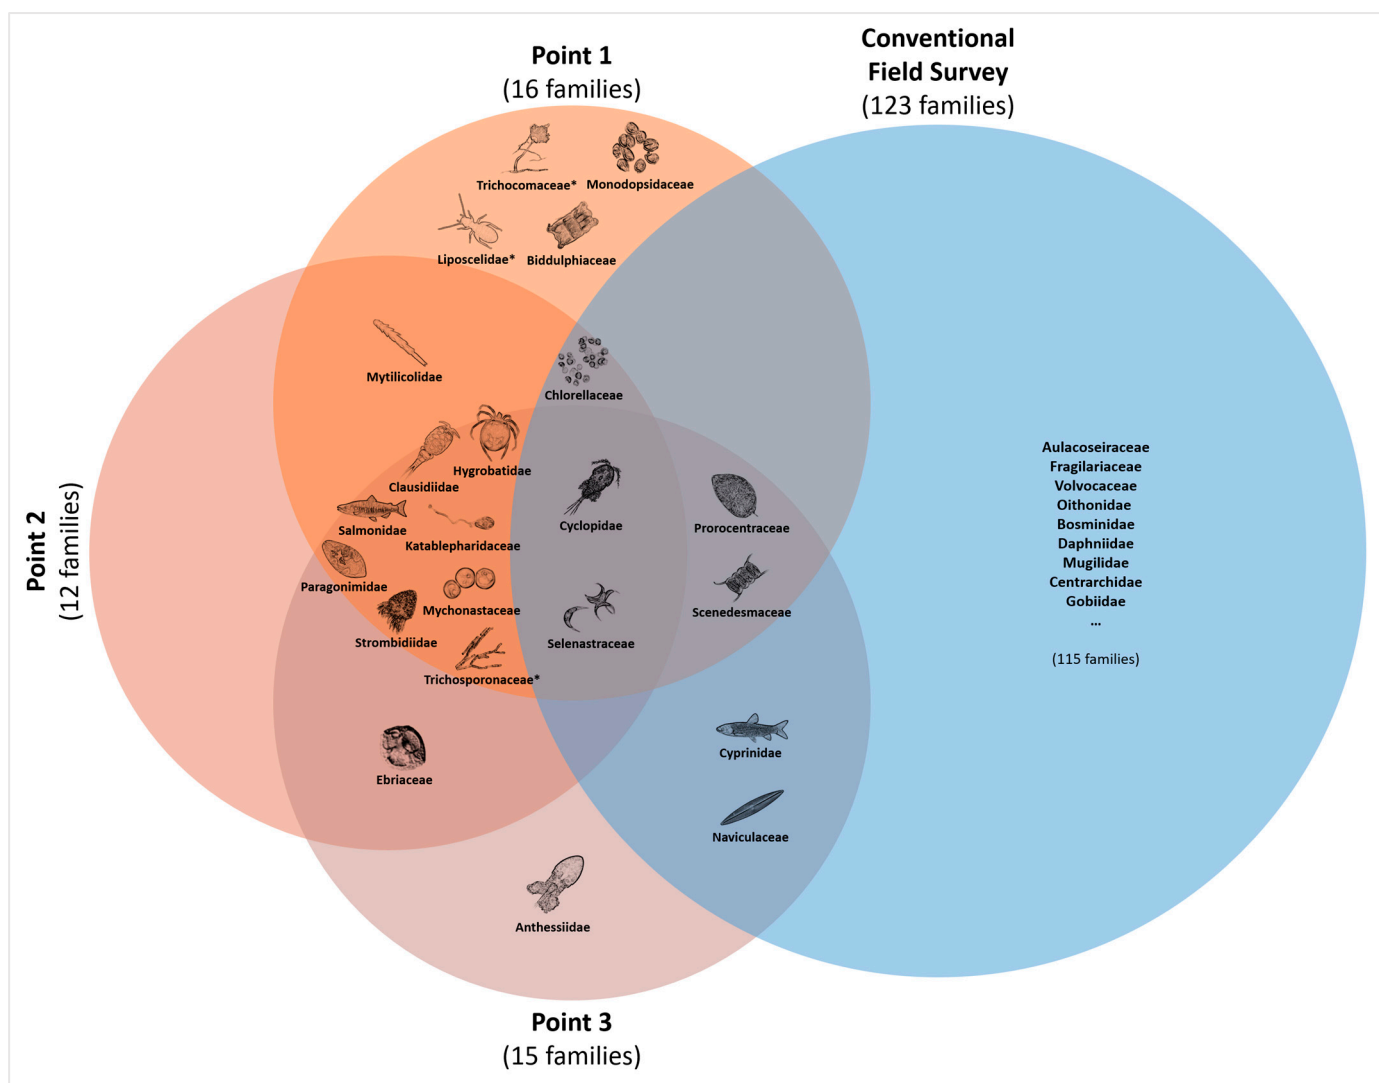 Point 1
(16 families)
Conventional
Field Survey
(123 families)
Trichocomaceae*
Monodopsidaceae
Liposcelidae*
Biddulphiaceae
Mytilicolidae
Chlorellaceae
Hygrobatidae
Clausidiidae
Salmonidae
Katablepharidaceae
Cyclopidae
Prorocentraceae
Paragonimidae
Mychonastaceae
Scenedesmaceae
Strombidiidae
Selenastraceae
Trichosporonaceae*
Point 2
(12 families)
Aulacoseiraceae
Fragilariaceae
Volvocaceae
Oithonidae
Bosminidae
Daphniidae
Mugilidae
Centrarchidae
Gobiidae
...
(115 families)
Cyprinidae
Ebriaceae
Naviculaceae
Anthessiidae
Point 3
(15 families)